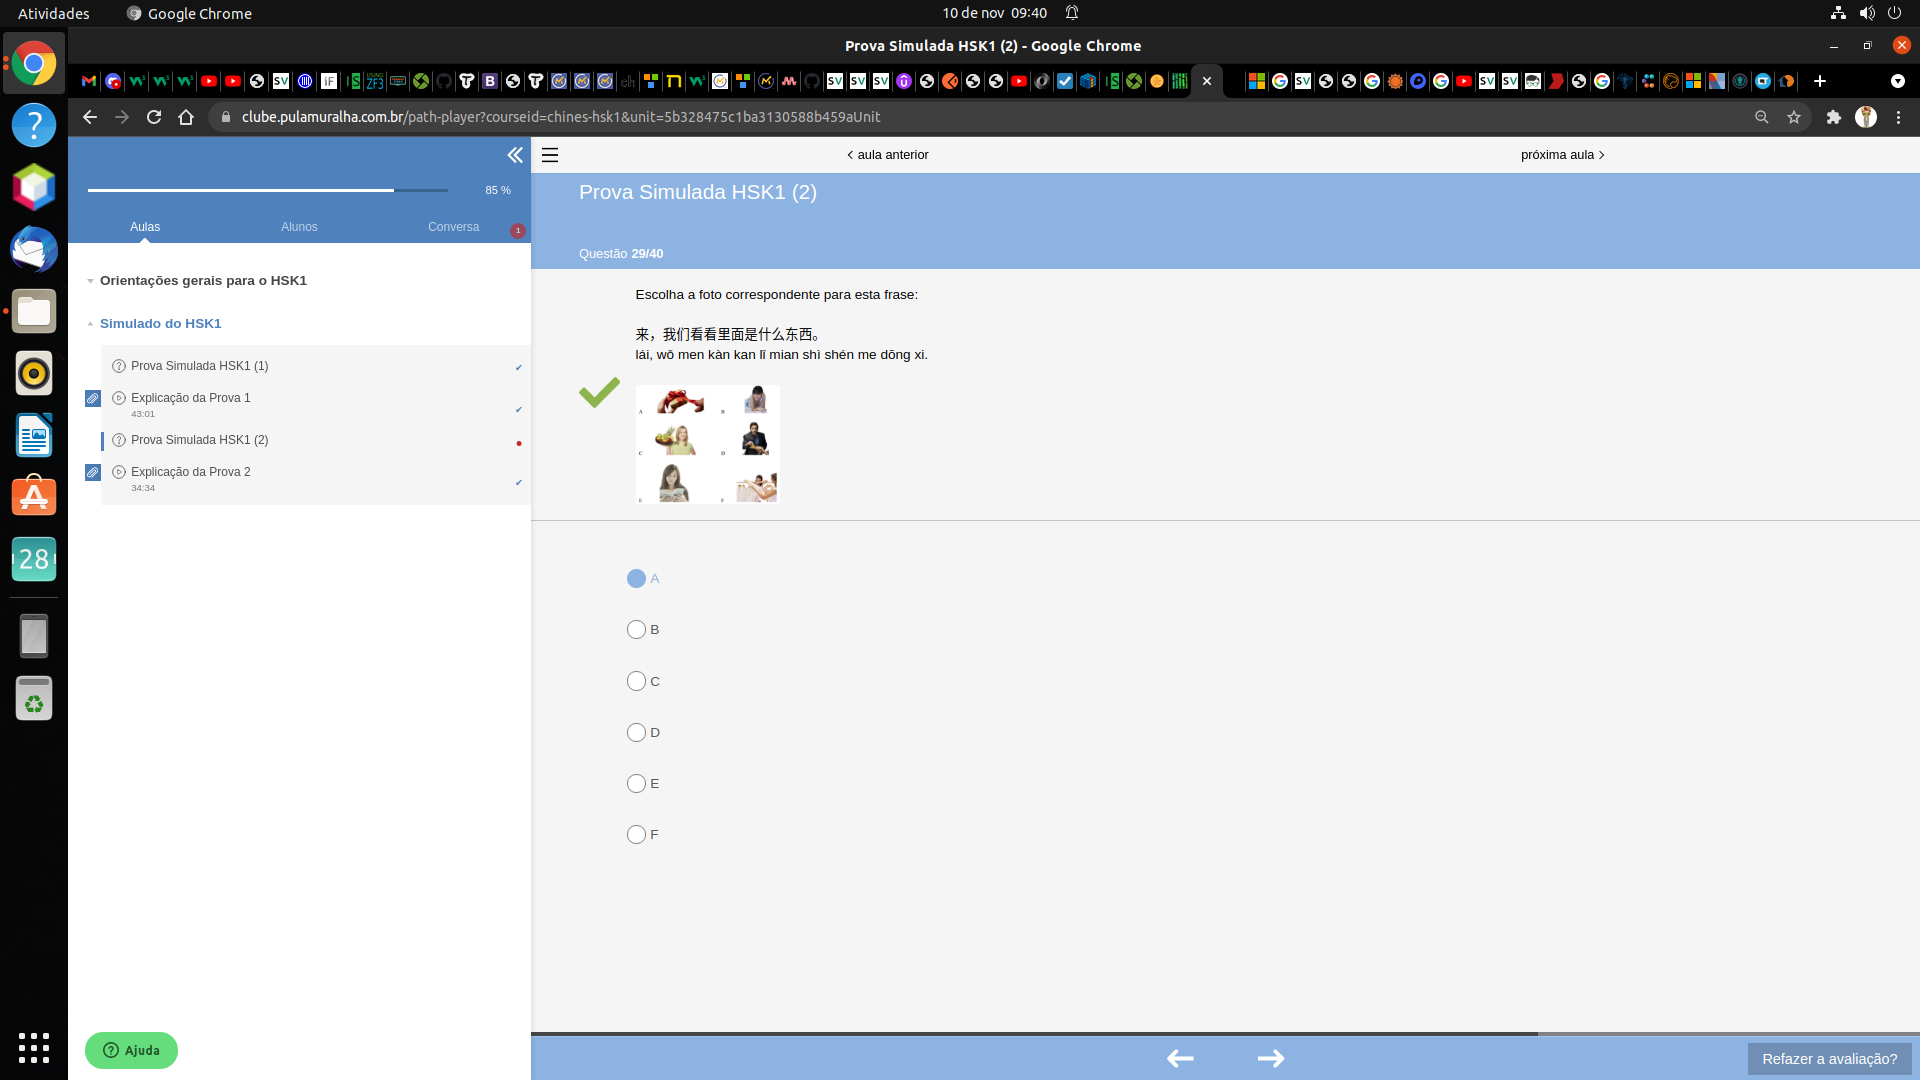 Atividades
Google Chrome
10 de nov 09:40
Prova Simulada HSK1 (2) - Google Chrome
clube.pulamuralha.com.br/path-player?courseid=chines-hsk1&unit=5b328475c1ba3130588b459aUnit
85 %
Aulas
Alunos
Conversa
1
Orientações gerais para o HSK1
Simulado do HSK1
Prova Simulada HSK1 (1)
Explicação da Prova 1
43:01
Prova Simulada HSK1 (2)
Explicação da Prova 2
34:34
28
Ajuda
aula anterior
próxima aula
Prova Simulada HSK1 (2)
Questão 29/40
Escolha a foto correspondente para esta frase:
来，我们看看里面是什么东西。
lái, wǒ men kàn kan lǐ mian shì shén me dōng xi.
A
B
C
D
E
F
A
B
C
D
E
F
Refazer a avaliação?